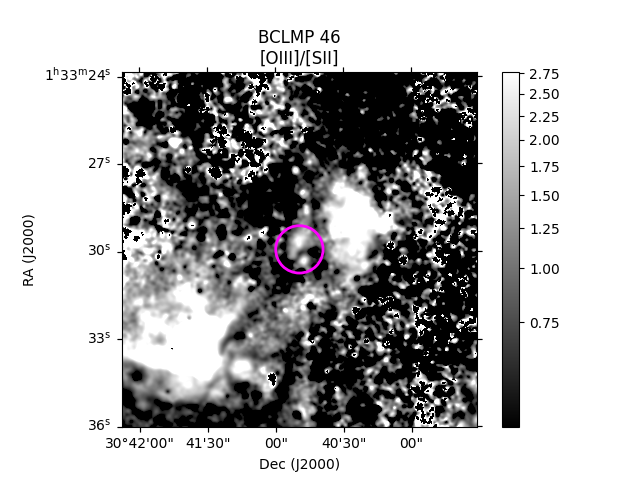 BCLMP 46
[OIII]/[SII]
1ʰ33ᵐ24ˢ
27ˢ
30ˢ
33ˢ
36ˢ
RA (J2000)
30°42'00" 41'30" 00" 40'30" 00"
Dec (J2000)
2.75
2.50
2.25
2.00
1.75
1.50
1.25
1.00
0.75